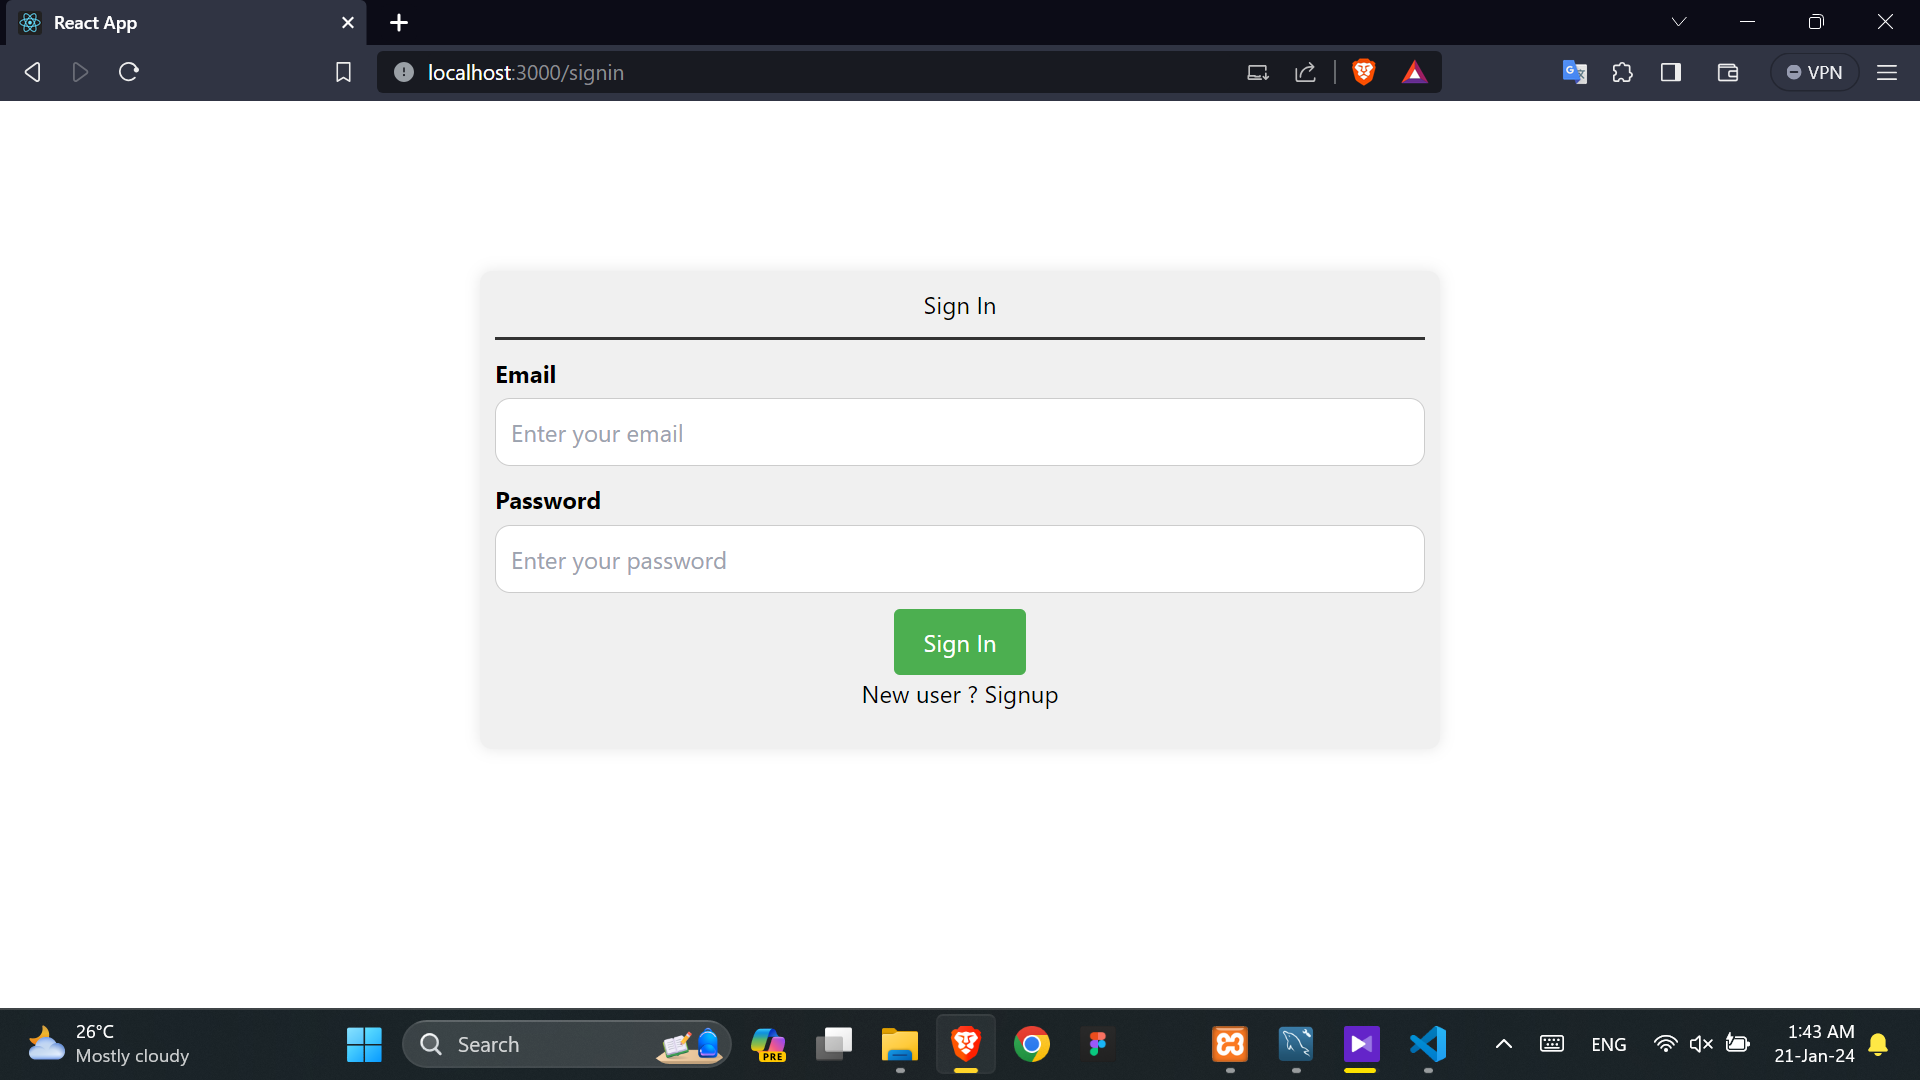 React App
localhost:3000/signin
VPN
Sign In
Email
Enter your email
Password
Enter your password
Sign In
New user ? Signup
26°C
Mostly cloudy
Search
PRE
ENG
1:43 AM
21-Jan-24